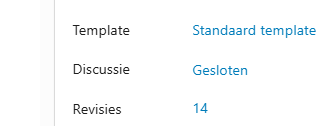 Template Standaard template
Discussie Gesloten
Revisies 14